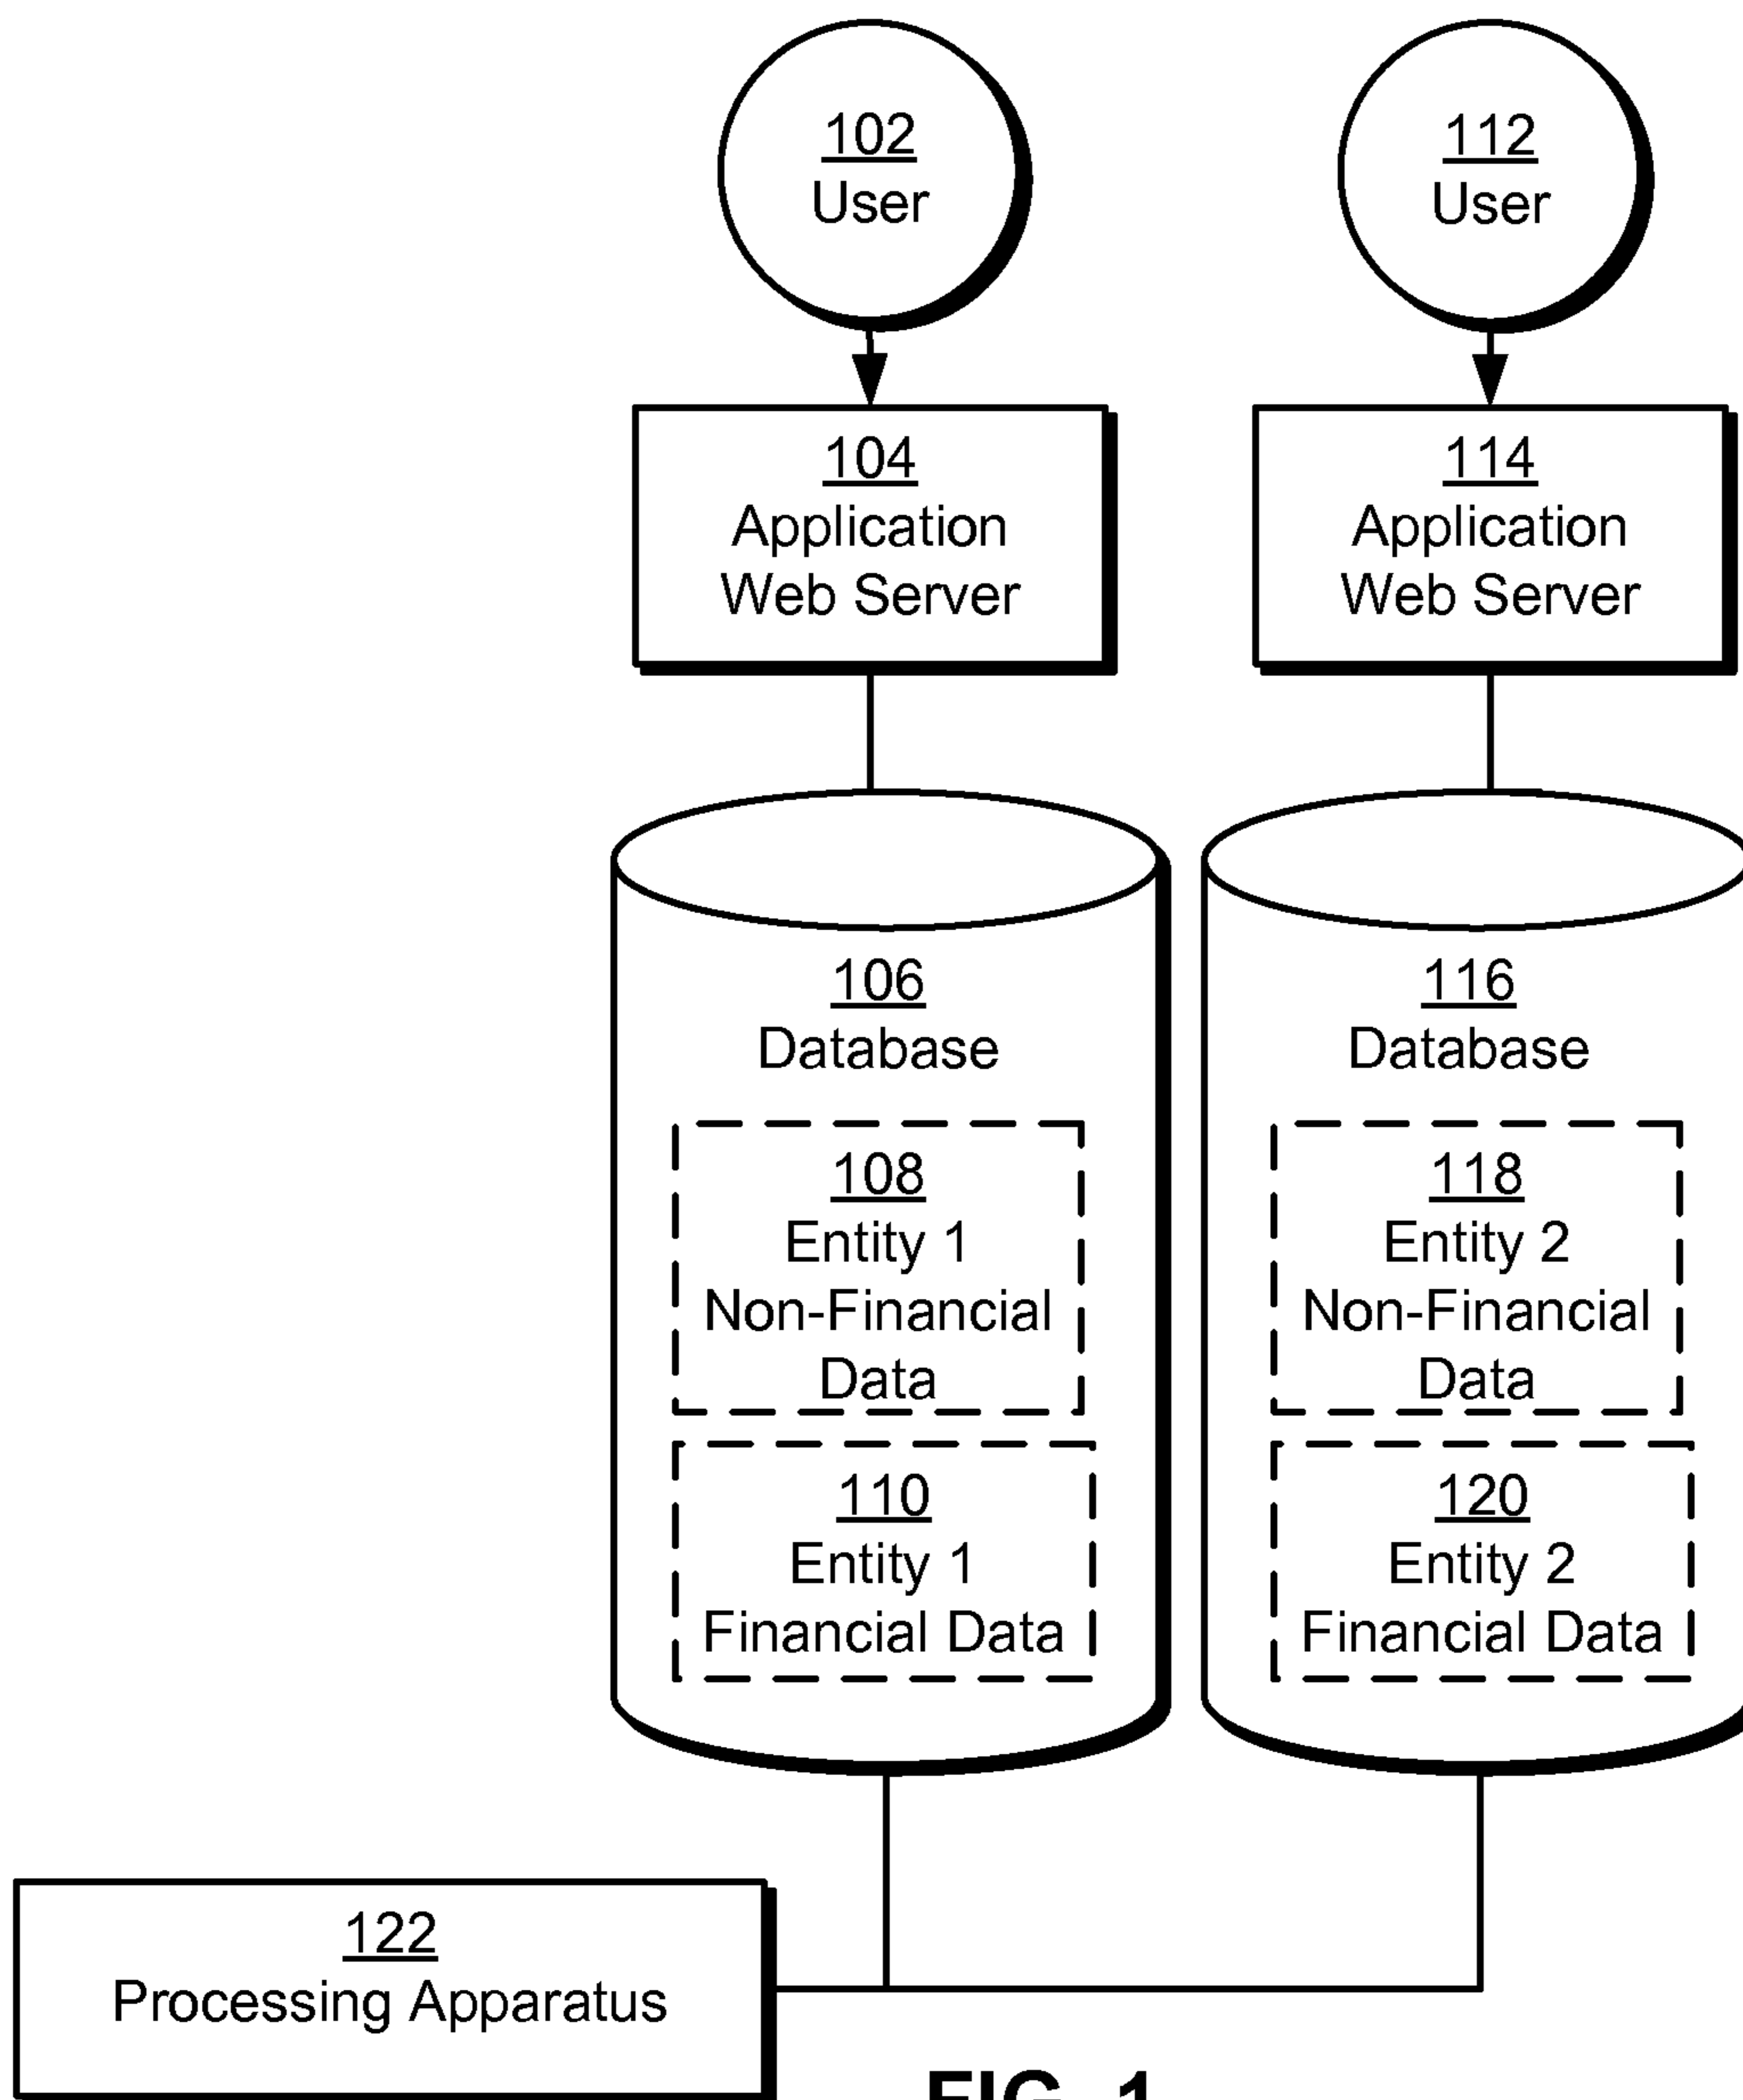 102
User
112
User
104
Application
Web Server
114
Application
Web Server
106
Database
116
Database
108
Entity 1
Non-Financial
Data
118
Entity 2
Non-Financial
Data
110
Entity 1
Financial Data
120
Entity 2
Financial Data
122
Processing Apparatus
FIG. 1